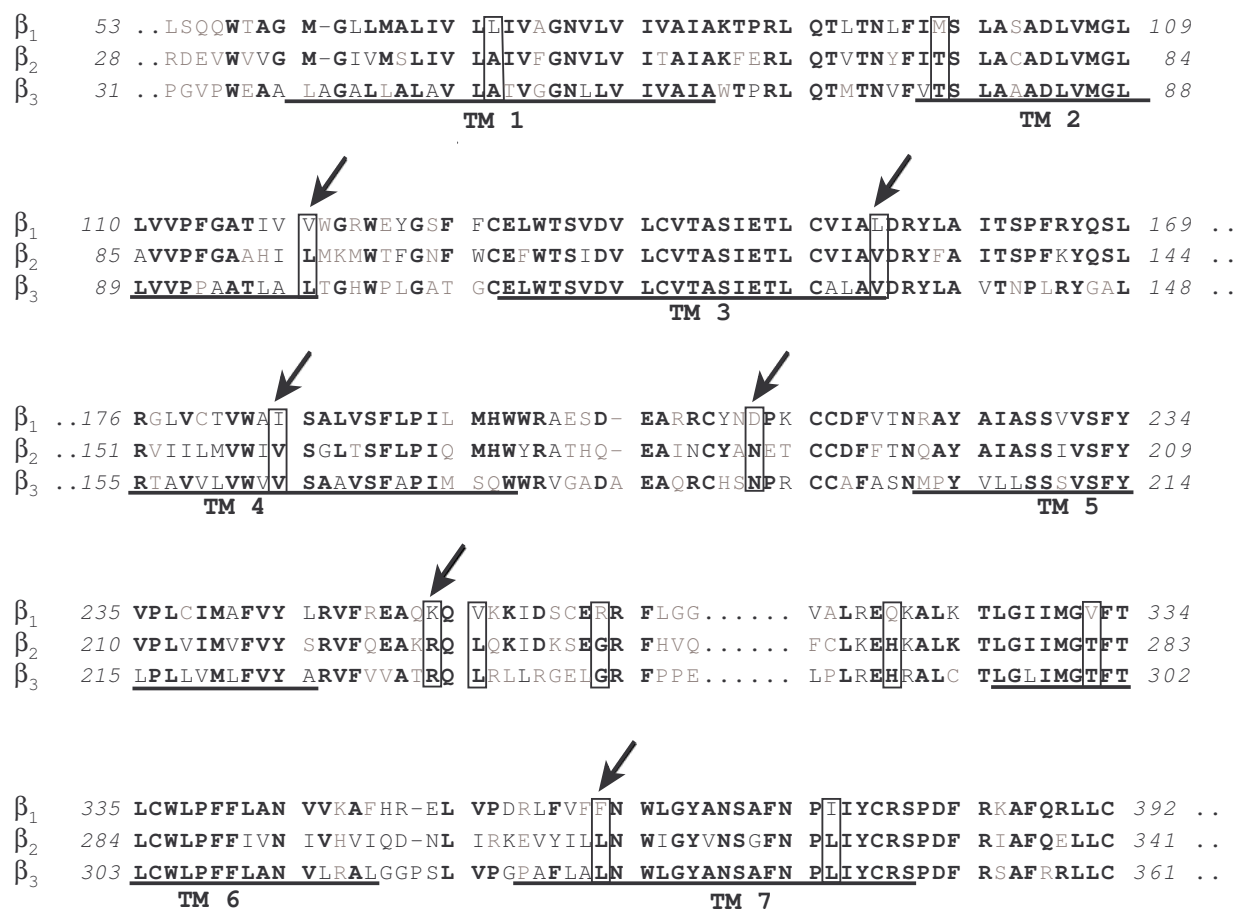 β1 53 ..LSQQWTAG M-GLLMALIV LLIVAGNVLV IVAIAKTPRL QTLTNLFIMS LASADLVMGL 109
β2 28 ..RDEVWVVG M-GIVMSLIV LAIVFGNVLV ITAIAKFERL QTVTNYFITS LACADLVMGL 84
β3 31 ..PGVPWEAA LAGALLALAV LATVGGNLLV IVAIAWTPRL QTMTNVFVTS LAAADLVMGL 88
TM 1 TM 2
β1 110 LVVPFGATIV VWGRWEYGSF FCELWTSVDV LCVTASIETL CVIALDRYLA ITSPFRYQSL 169 ..
β2 85 AVVPFGAAHI LMKMWTFGNF WCEFWTSIDV LCVTASIETL CVIAVDRYFA ITSPFKYQSL 144 ..
β3 89 LVVPPAATLA LTGHWPLGAT GCELWTSVDV LCVTASIETL CALAVDRYLA VTNPLRYGAL 148 ..
TM 3
β1 ..176 RGLVCTVWAI SALVSFLPIL MHWWRAESD- EARRCYNDPK CCDFVTNRAY AIASSVVSFY 234
β2 ..151 RVIILMVWIV SGLTSFLPIQ MHWYRATHQ- EAINCYANET CCDFFTNQAY AIASSIVSFY 209
β3 ..155 RTAVVLVWVV SAAVSFAPIM SQWWRVGADA EAQRCHSNPR CCAFASNMPY VLLSSSVSFY 214
TM 4 TM 5
β1 235 VPLCIMAFVY LRVFREAQKQ VKKIDSCERR FLGG...... VALREQKALK TLGIIMGVFT 334
β2 210 VPLVIMVFVY SRVFQEAKRQ LQKIDKSEGR FHVQ...... FCLKEHKALK TLGIIMGTFT 283
β3 215 LPLLVMLFVY ARVFVVATRQ LRLLRGELGR FPPE...... LPLREHRALC TLGLIMGTFT 302
β1 335 LCWLPFFLAN VVKAFHR-EL VPDRLFVFFN WLGYANSAFN PIIYCRSPDF RKAFQRLLC 392 ..
β2 284 LCWLPFFIVN IVHVIQD-NL IRKEVYILLN WIGYVNSGFN PLIYCRSPDF RIAFQELLC 341 ..
β3 303 LCWLPFFLAN VLRALGGPSL VPGPAFLALN WLGYANSAFN PLIYCRSPDF RSAFRRLLC 361 ..
TM 6 TM 7